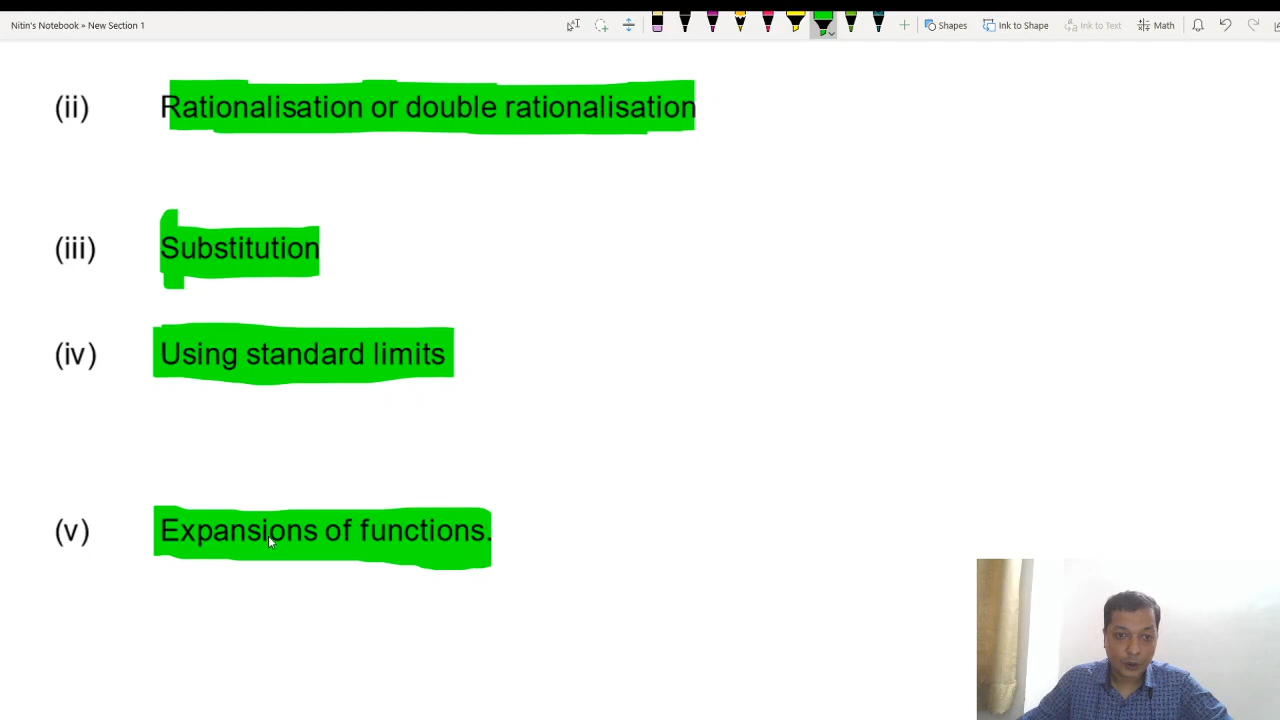 Nitin's Notebook » New Section 1
Shapes Ink to Shape Ink to Text Math
(ii) Rationalisation or double rationalisation
(iii) Substitution
(iv) Using standard limits
(v) Expansions of functions.